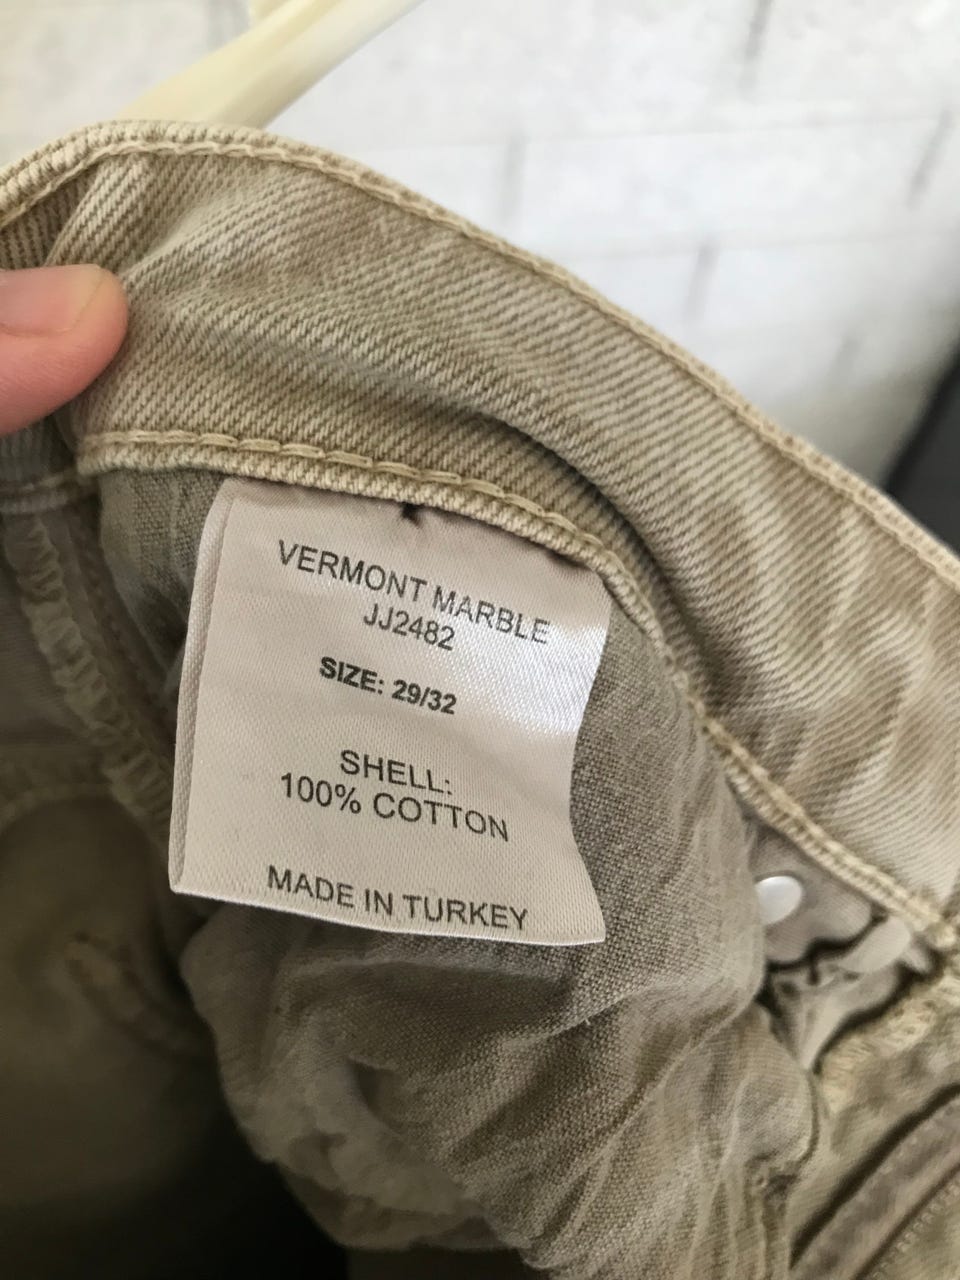 VERMONT MARBLE
JJ2482
SIZE: 29/32
SHELL:
100% COTTON
MADE IN TURKEY